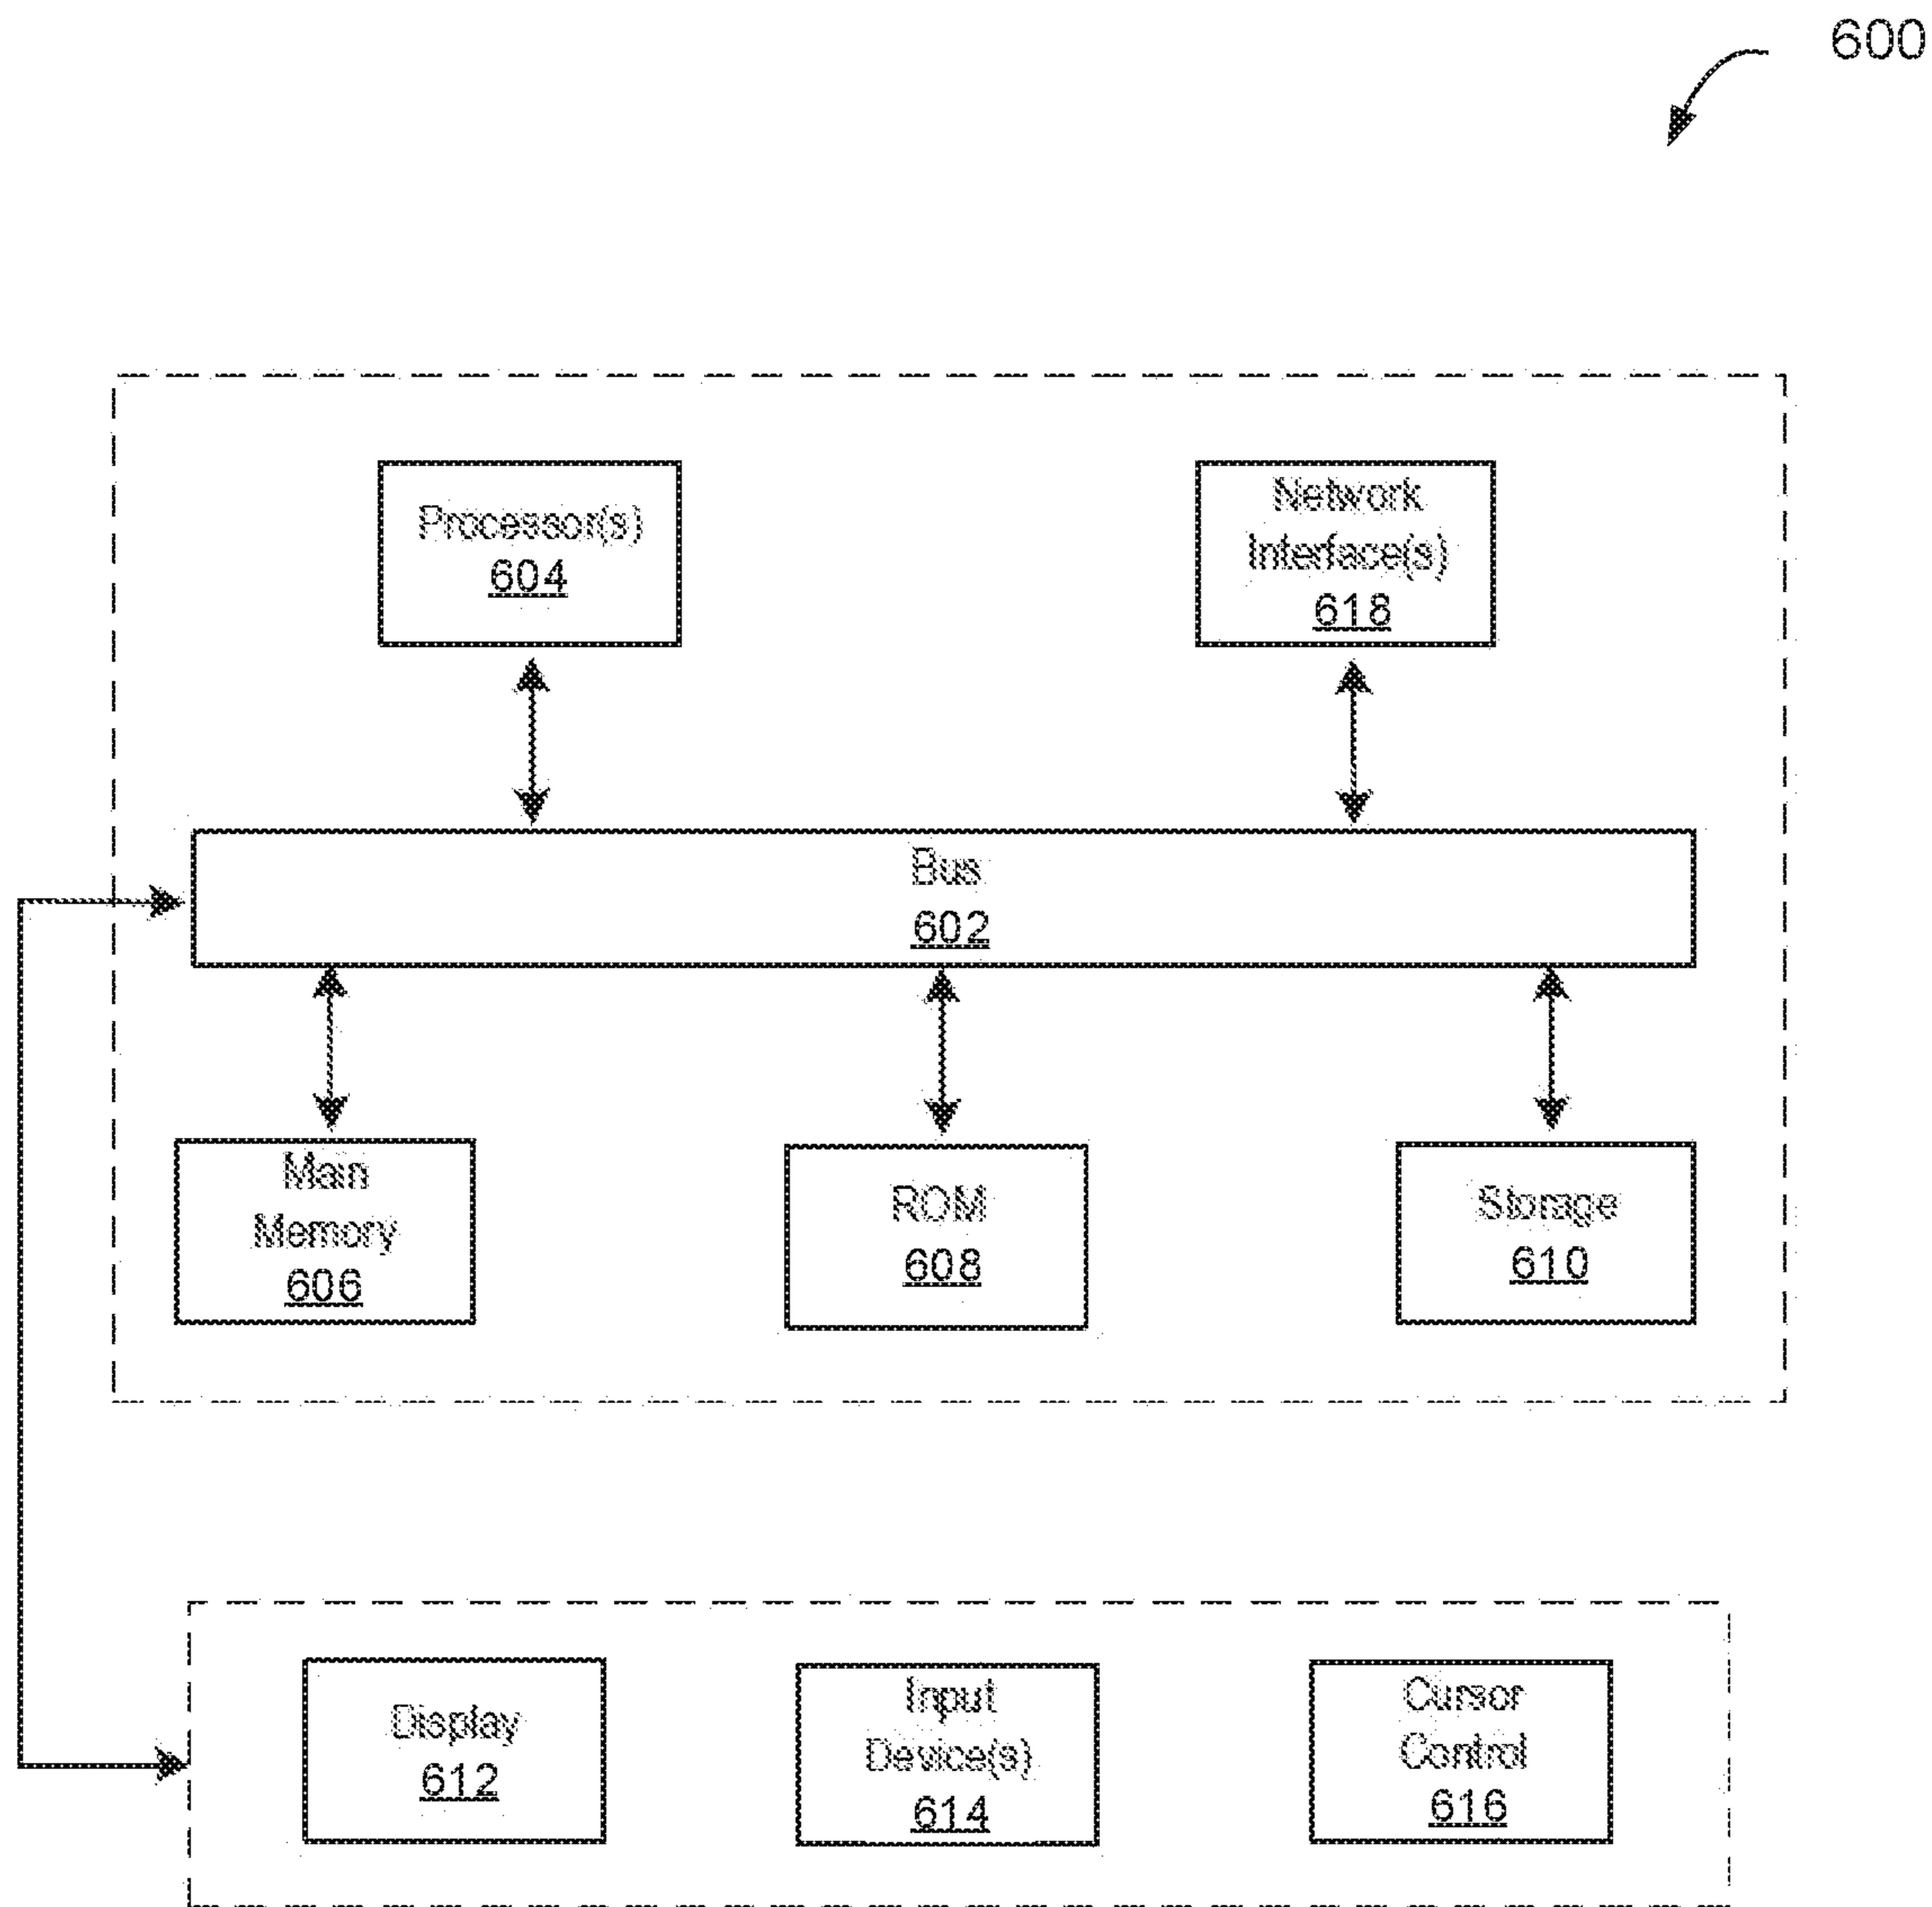 600
Processor(s)
604
Network
Interface(s)
618
Bus
602
Main
Memory
606
ROM
608
Storage
610
Display
612
Input
Device(s)
614
Cursor
Control
616